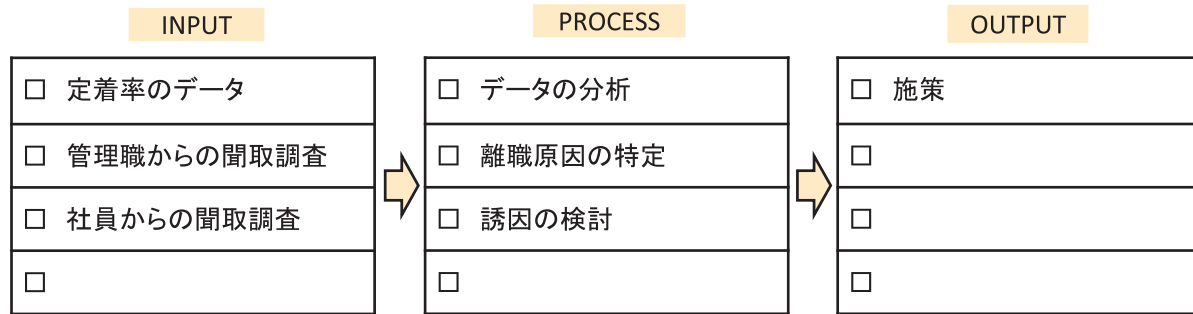 INPUT
PROCESS
OUTPUT
□ 定着率のデータ
□ 管理職からの聞取調査
□ 社員からの聞取調査
□
□ データの分析
□ 離職原因の特定
□ 誘因の検討
□
□ 施策
□
□
□